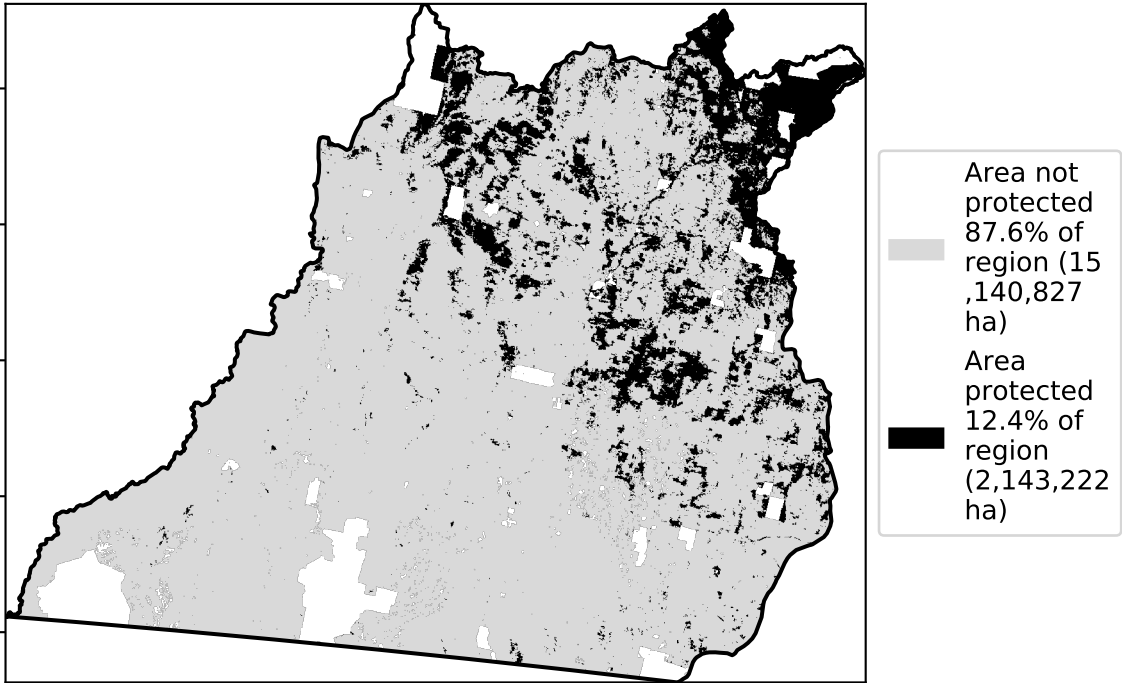 Area not
protected
87.6% of
region (15
,140,827
ha)
Area
protected
12.4% of
region
(2,143,222
ha)